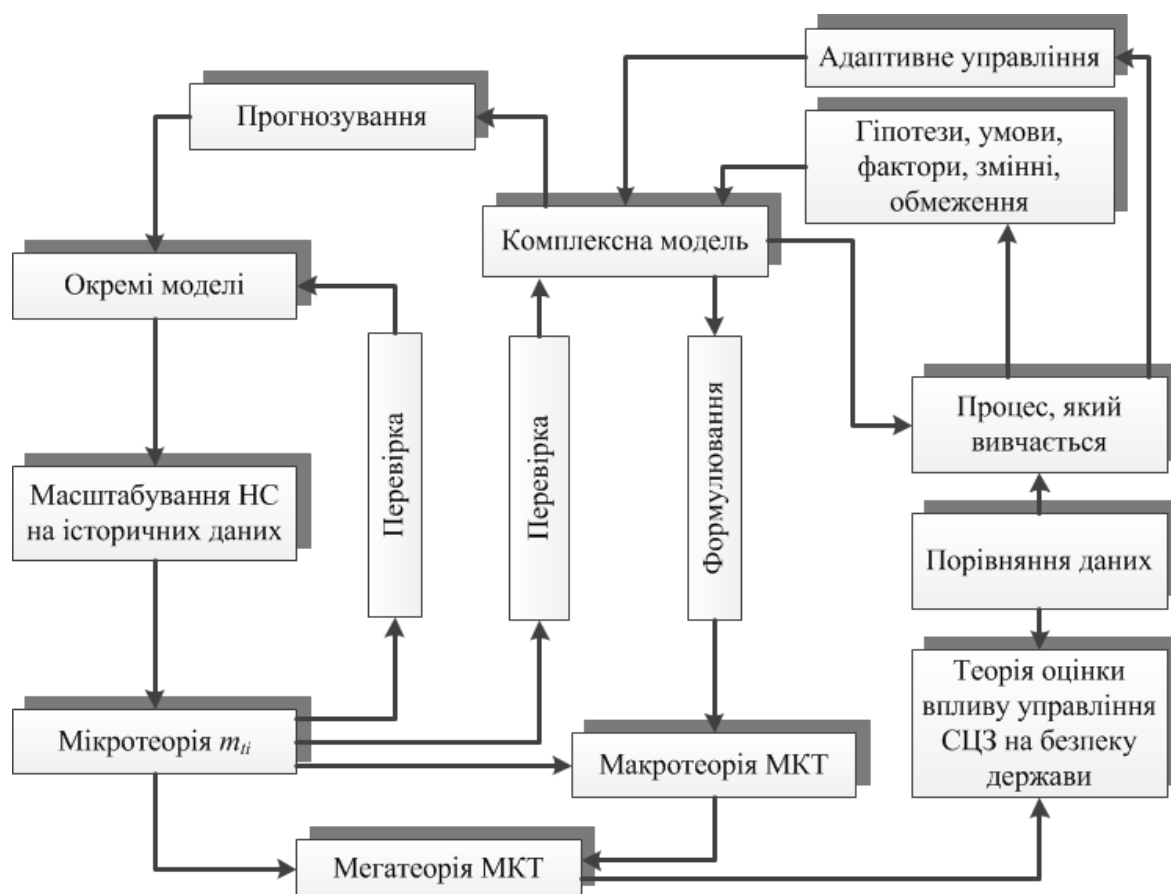 Адаптивне управління
Прогнозування
Гіпотези, умови,
фактори, змінні,
обмеження
Комплексна модель
Окремі моделі
Перевірка
Перевірка
Формулювання
Процес, який
вивчається
Масштабування НС
на історичних даних
Порівняння даних
Теорія оцінки
впливу управління
СЦЗ на безпеку
держави
Мікротеорія mti
Макротеорія МКТ
Мегатеорія МКТ